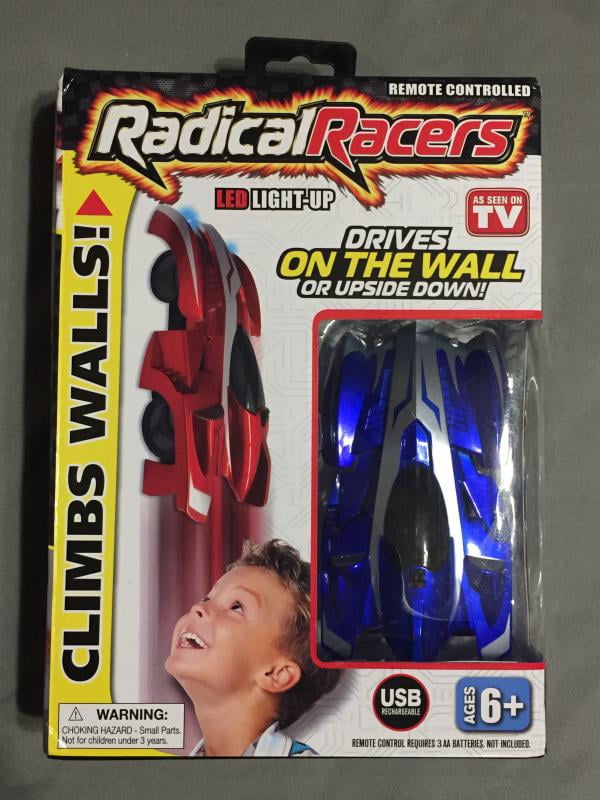 REMOTE CONTROLLED
RadicalRacers™
LED LIGHT-UP
AS SEEN ON
TV
DRIVES
ON THE WALL
OR UPSIDE DOWN!
CLIMBS WALLS!
USB
RECHARGEABLE
AGES
6+
WARNING:
CHOKING HAZARD - Small Parts.
Not for children under 3 years.
REMOTE CONTROL REQUIRES 3 AA BATTERIES. NOT INCLUDED.